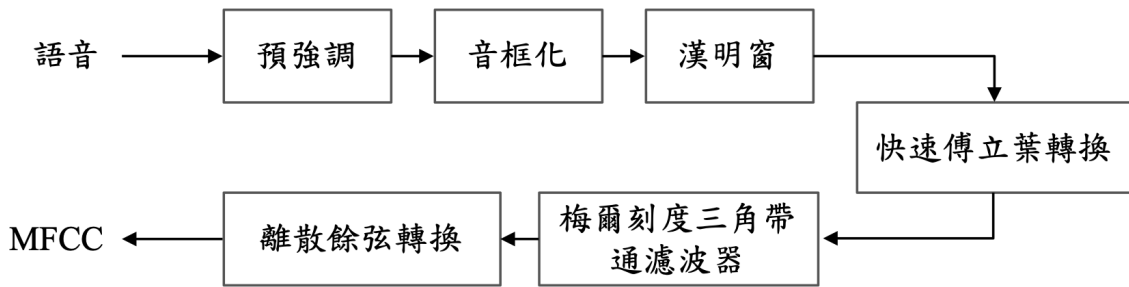 語音
預強調
音框化
漢明窗
快速傅立葉轉換
梅爾刻度三角帶
通濾波器
離散餘弦轉換
MFCC